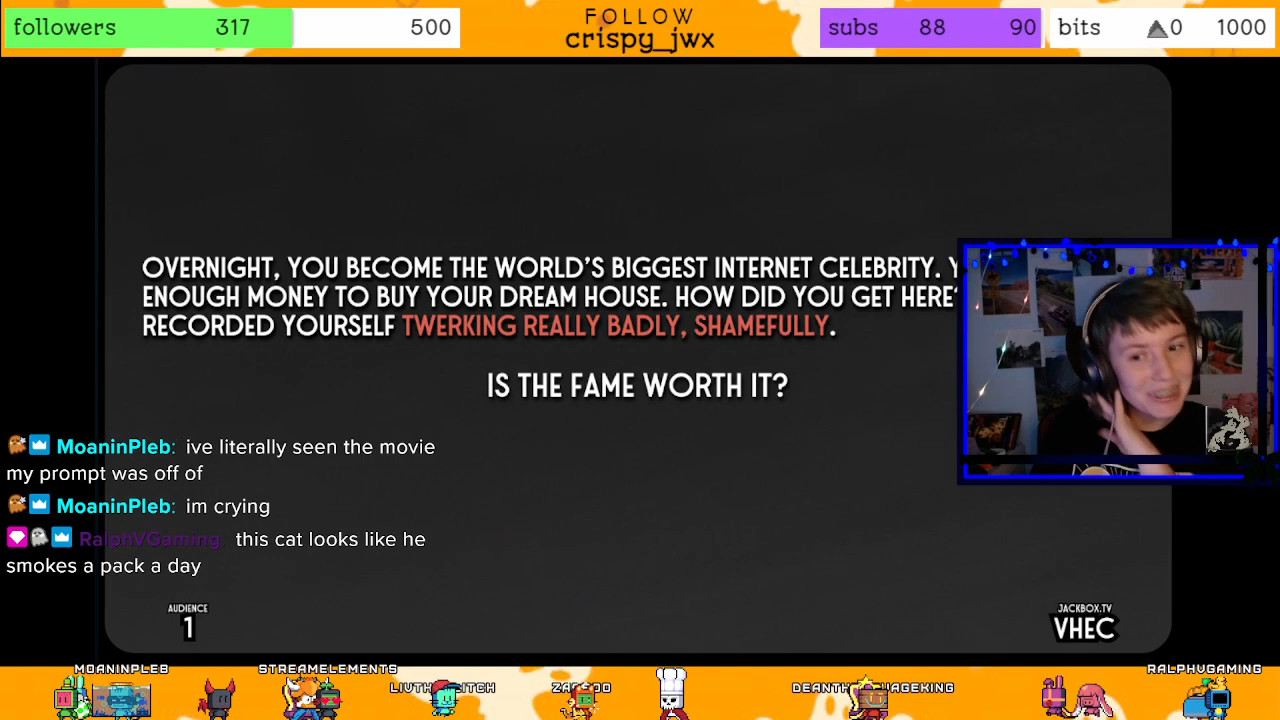 followers 317 500
FOLLOW
crispy_jwx
subs 88 90
bits 0 1000
OVERNIGHT, YOU BECOME THE WORLD'S BIGGEST INTERNET CELEBRITY.
ENOUGH MONEY TO BUY YOUR DREAM HOUSE. HOW DID YOU GET HERE?
RECORDED YOURSELF TWERKING REALLY BADLY, SHAMEFULLY.
IS THE FAME WORTH IT?
MoaninPleb: ive literally seen the movie
my prompt was off of
MoaninPleb: im crying
RalphVGaming: this cat looks like he
smokes a pack a day
AUDIENCE
1
JACKBOX.TV
VHEC
MOANINPLEB
STREAMELEMENTS
RALPHVGAMING